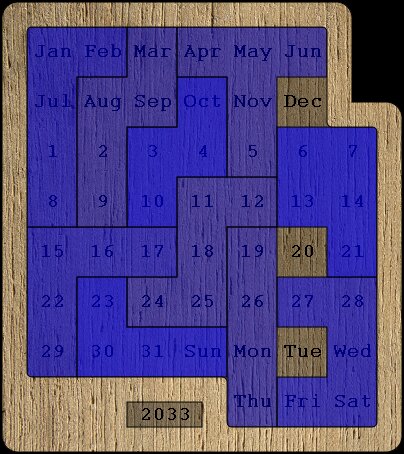 Jan Feb Mar Apr May Jun
Jul Aug Sep Oct Nov Dec
1 2 3 4 5 6 7
8 9 10 11 12 13 14
15 16 17 18 19 20 21
22 23 24 25 26 27 28
29 30 31 Sun Mon Tue Wed
Thu Fri Sat
2033